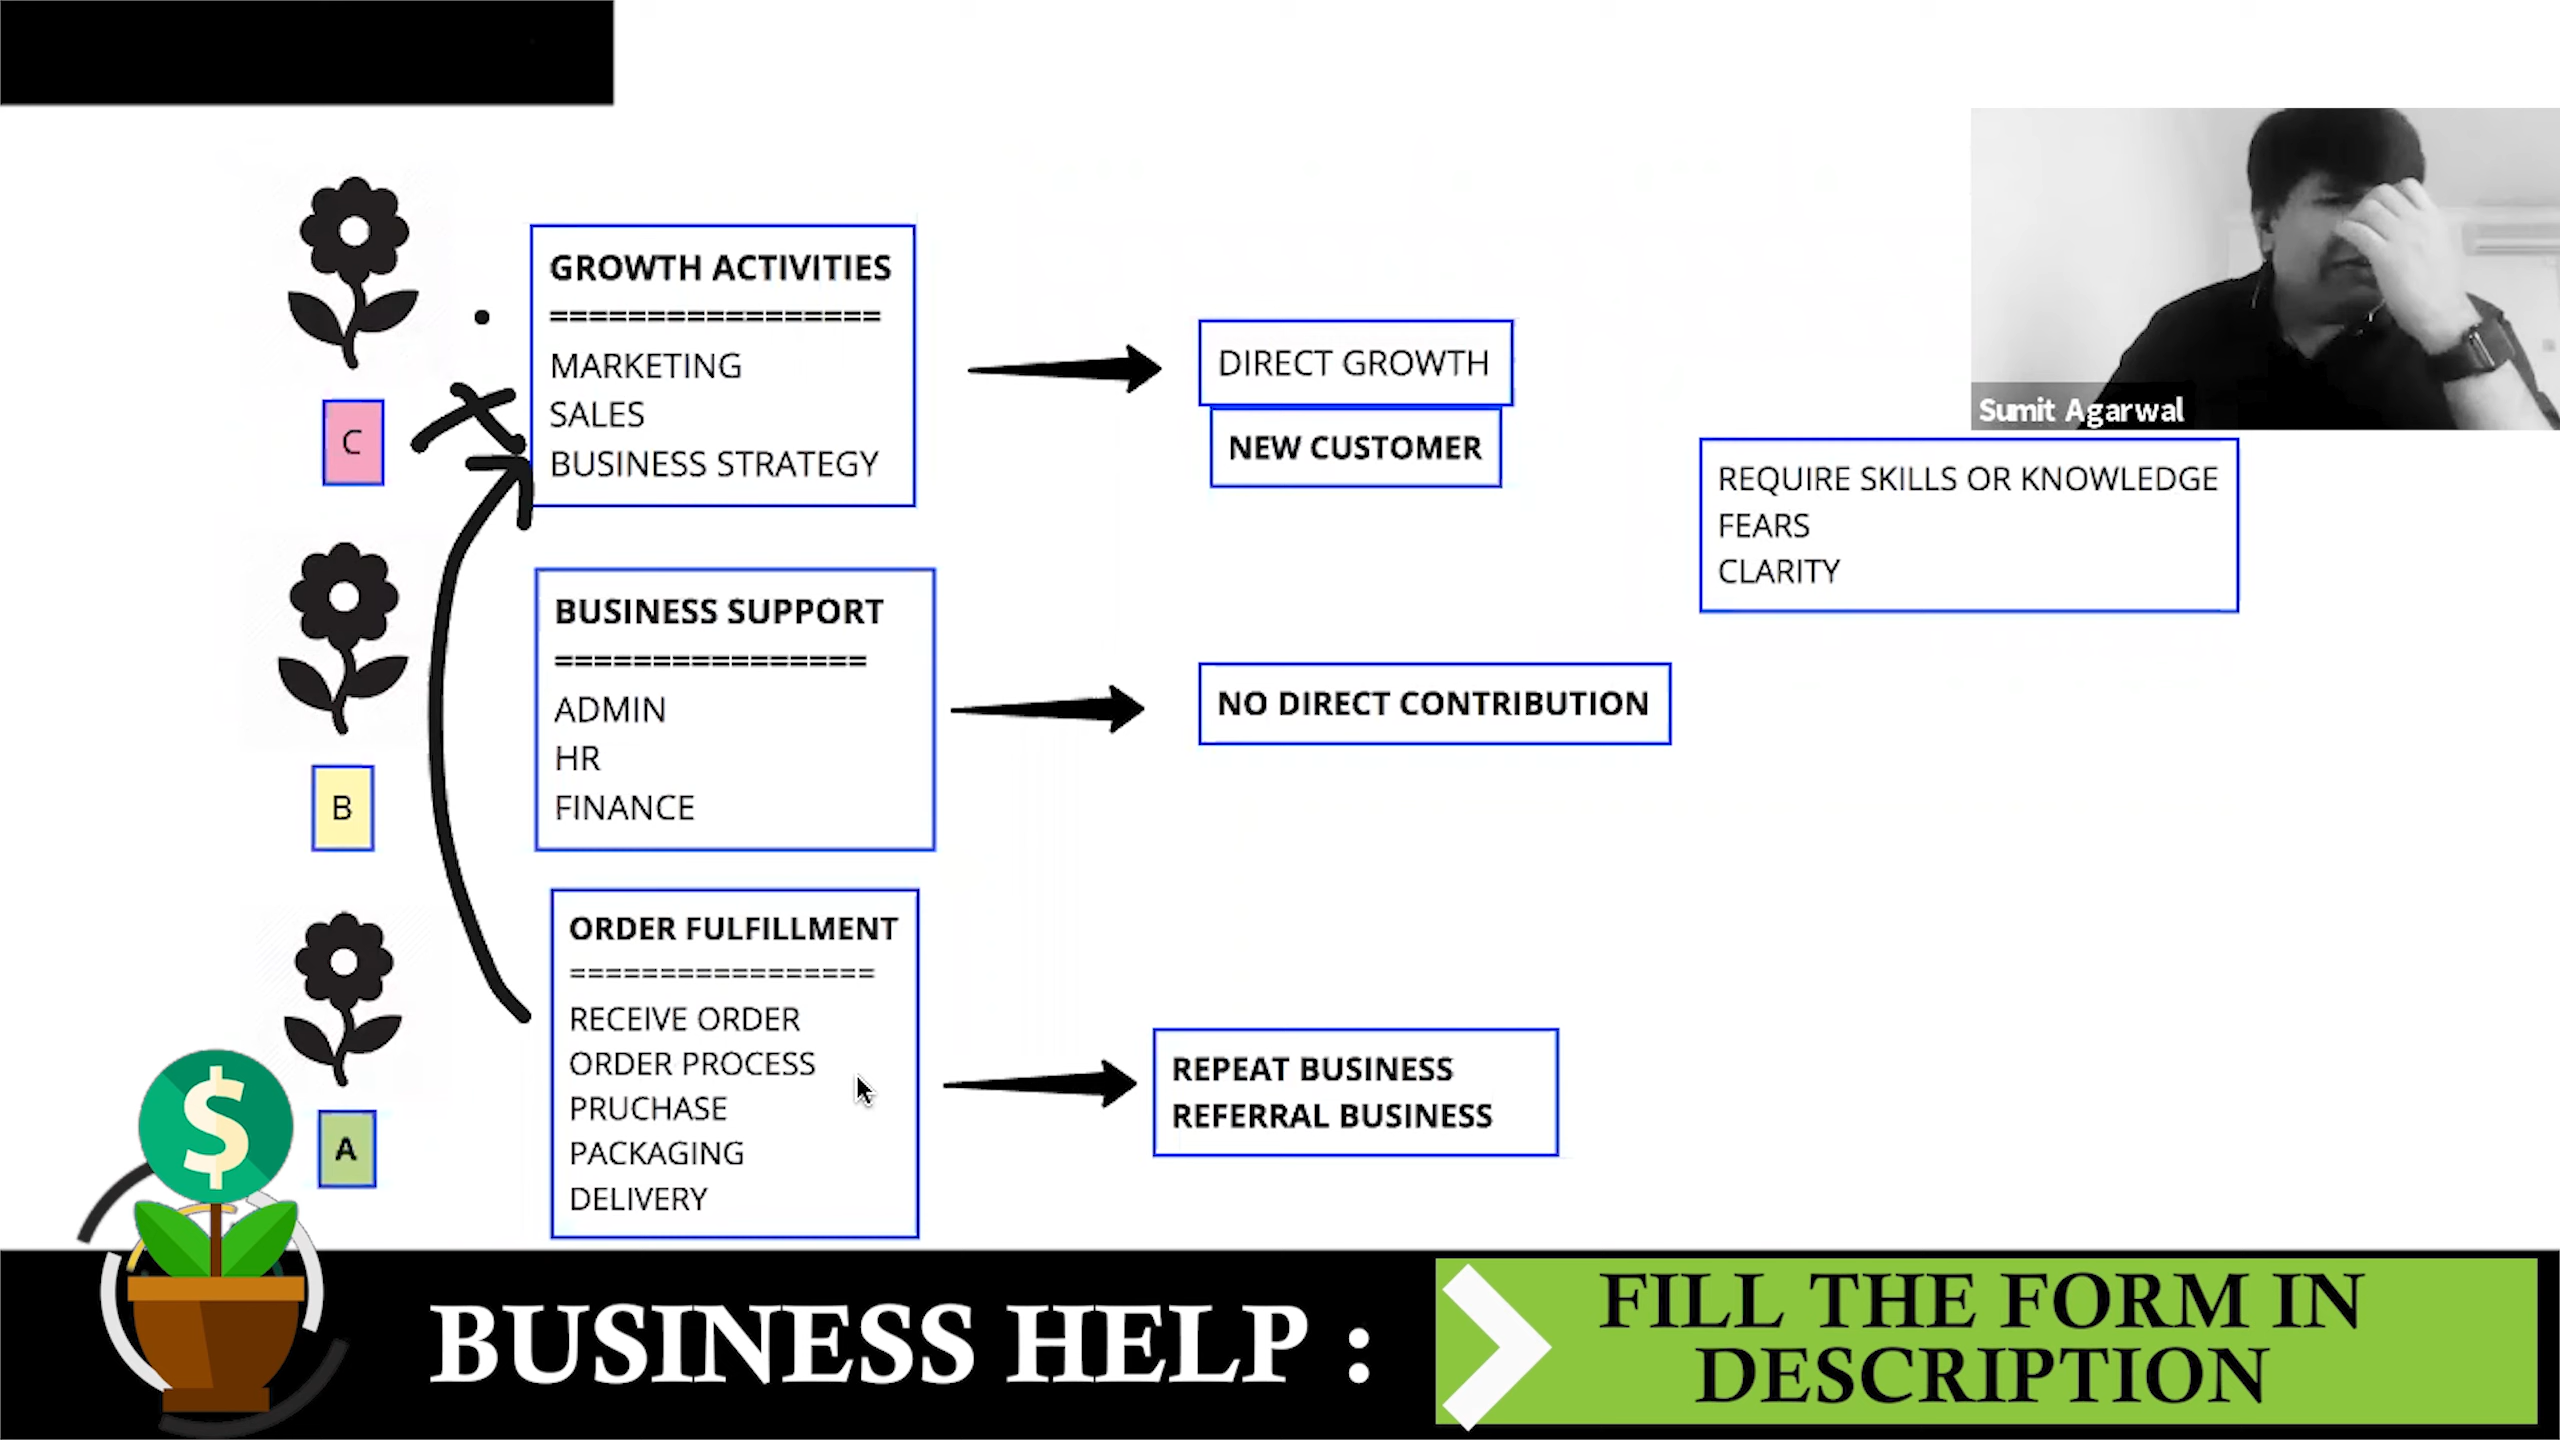 GROWTH ACTIVITIES
=================
MARKETING
SALES
BUSINESS STRATEGY
C
DIRECT GROWTH
NEW CUSTOMER
Sumit Agarwal
REQUIRE SKILLS OR KNOWLEDGE
FEARS
CLARITY
BUSINESS SUPPORT
================
ADMIN
HR
FINANCE
B
NO DIRECT CONTRIBUTION
ORDER FULFILLMENT
=================
RECEIVE ORDER
ORDER PROCESS
PRUCHASE
PACKAGING
DELIVERY
A
REPEAT BUSINESS
REFERRAL BUSINESS
$
BUSINESS HELP :
FILL THE FORM IN
DESCRIPTION